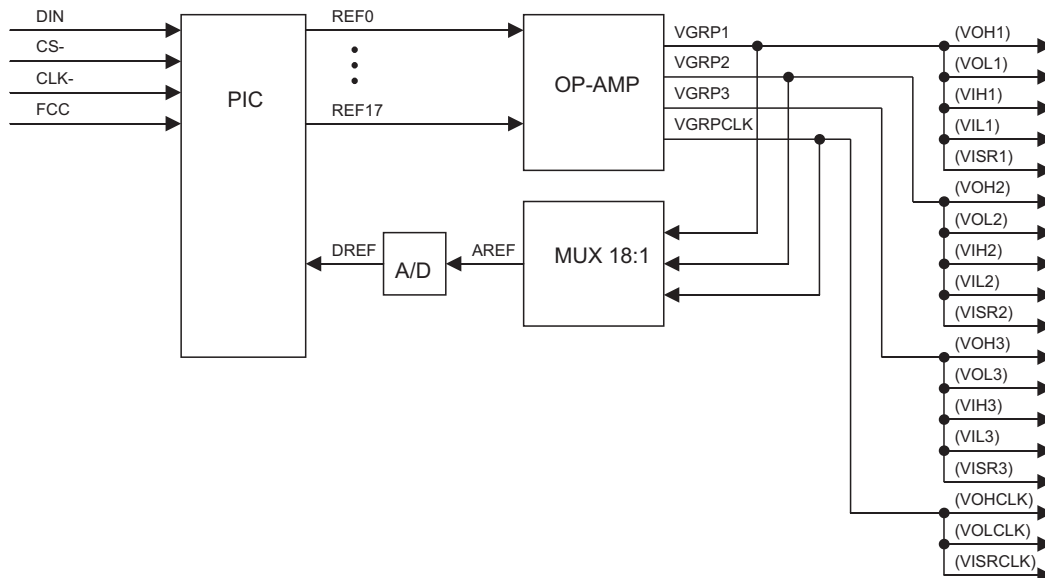 DIN
CS-
CLK-
FCC
PIC
REF0
REF17
OP-AMP
VGRP1
VGRP2
VGRP3
VGRPCLK
DREF
A/D
AREF
MUX 18:1
(VOH1)
(VOL1)
(VIH1)
(VIL1)
(VISR1)
(VOH2)
(VOL2)
(VIH2)
(VIL2)
(VISR2)
(VOH3)
(VOL3)
(VIH3)
(VIL3)
(VISR3)
(VOHCLK)
(VOLCLK)
(VISRCLK)